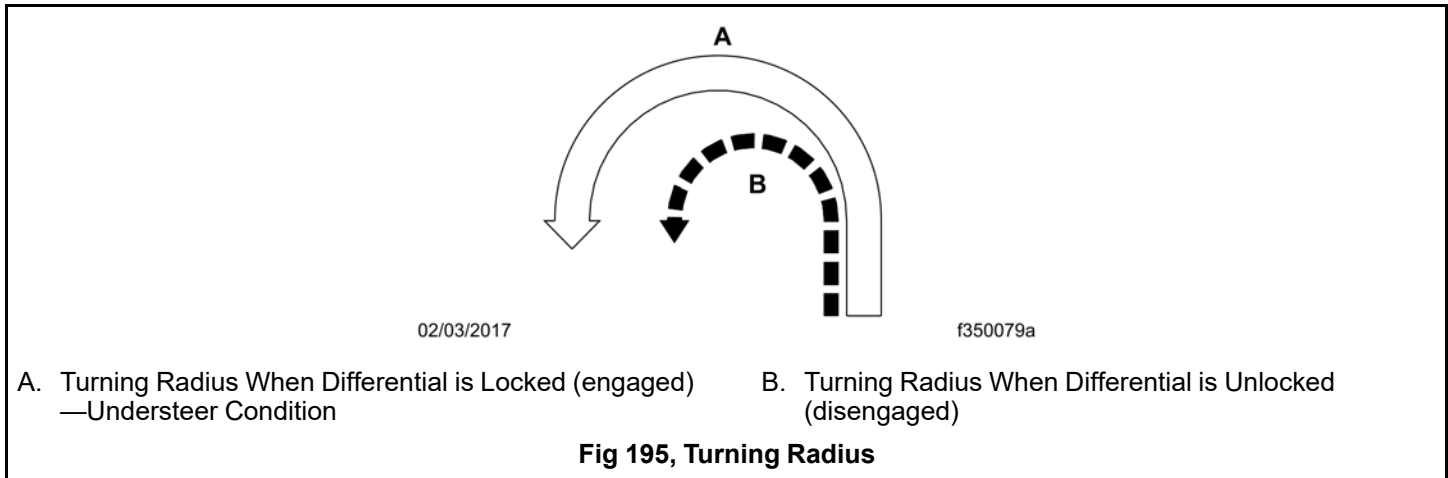 A
B
02/03/2017
f350079a
A. Turning Radius When Differential is Locked (engaged)
—Understeer Condition
B. Turning Radius When Differential is Unlocked
(disengaged)
Fig 195, Turning Radius